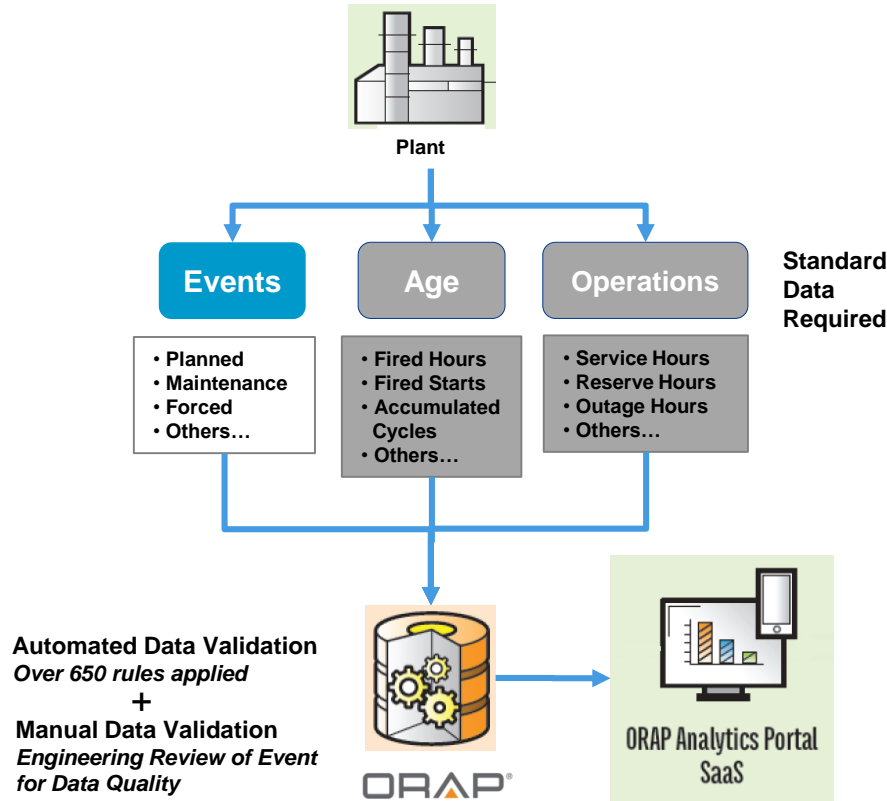 Plant
Events
Age
Operations
Standard
Data
Required
• Planned
• Maintenance
• Forced
• Others…
• Fired Hours
• Fired Starts
• Accumulated
Cycles
• Others…
• Service Hours
• Reserve Hours
• Outage Hours
• Others…
Automated Data Validation
Over 650 rules applied
+
Manual Data Validation
Engineering Review of Event
for Data Quality
ORAP®
ORAP Analytics Portal
SaaS